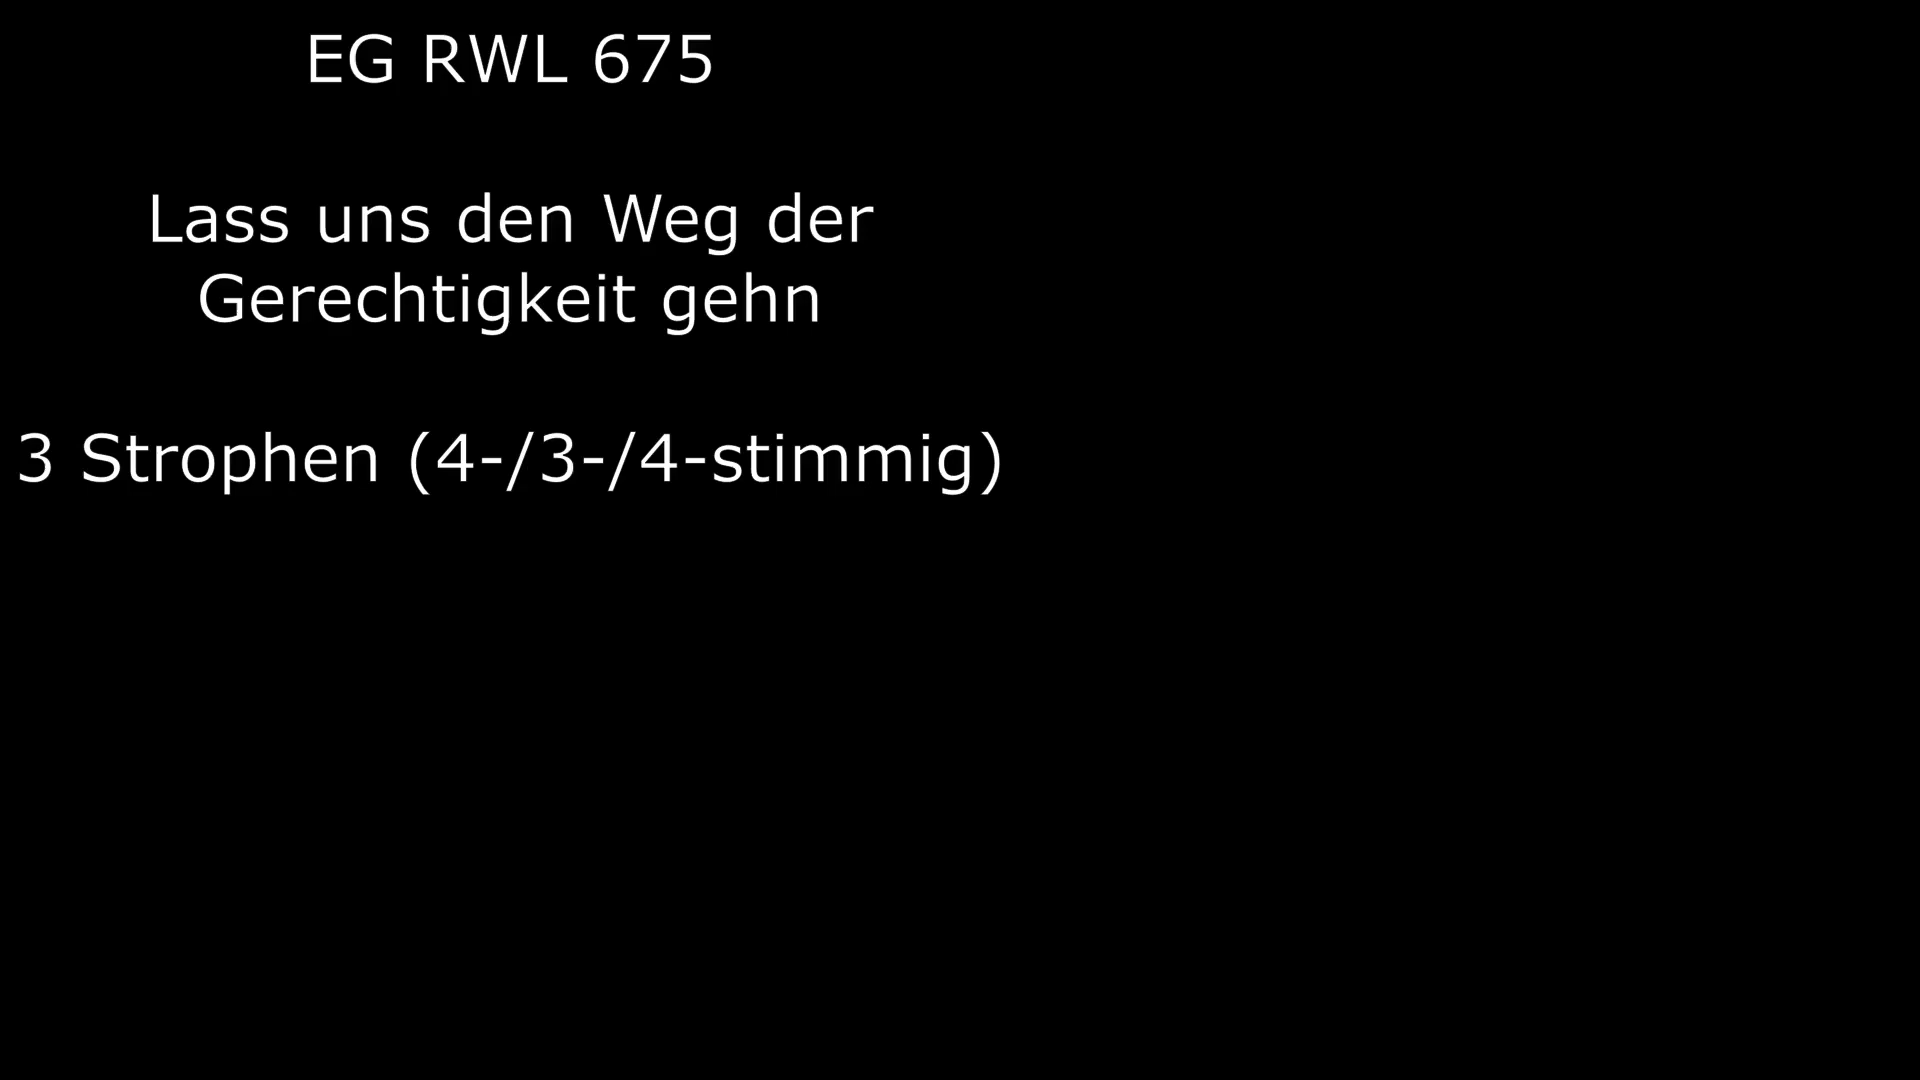 EG RWL 675
Lass uns den Weg der
Gerechtigkeit gehn
3 Strophen (4-/3-/4-stimmig)